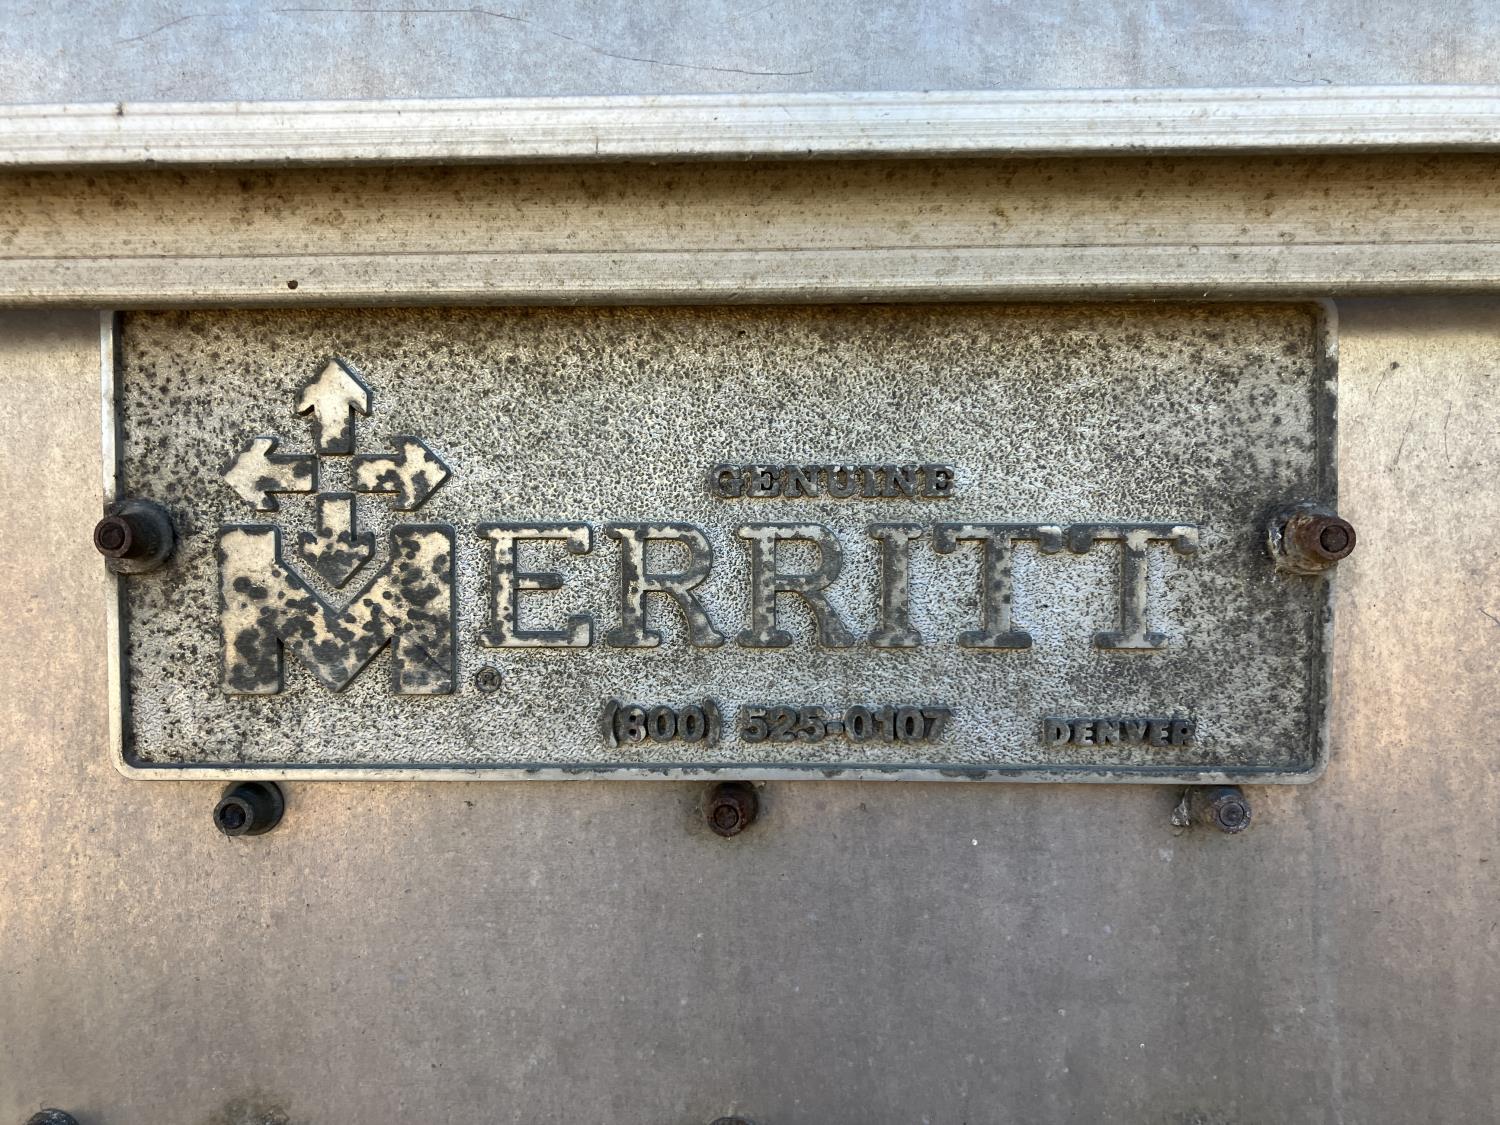 GENUINE
MERRITT
®
(800) 525-0107 DENVER